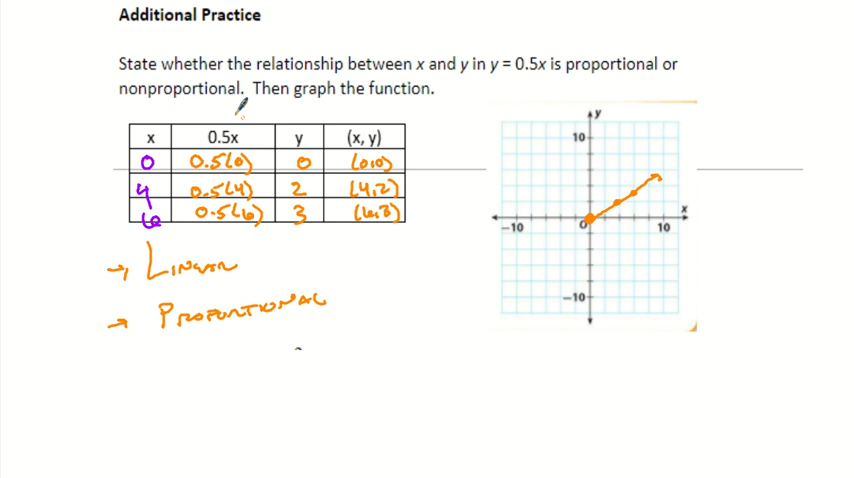 Additional Practice
State whether the relationship between x and y in y = 0.5x is proportional or
nonproportional. Then graph the function.
x 0.5x y (x, y)
0 0.5(0) 0 (0,0)
4 0.5(4) 2 (4,2)
6 0.5(6) 3 (6,3)
→ LINEAR
→ PROPORTIONAL
y
10
x
-10 0 10
-10